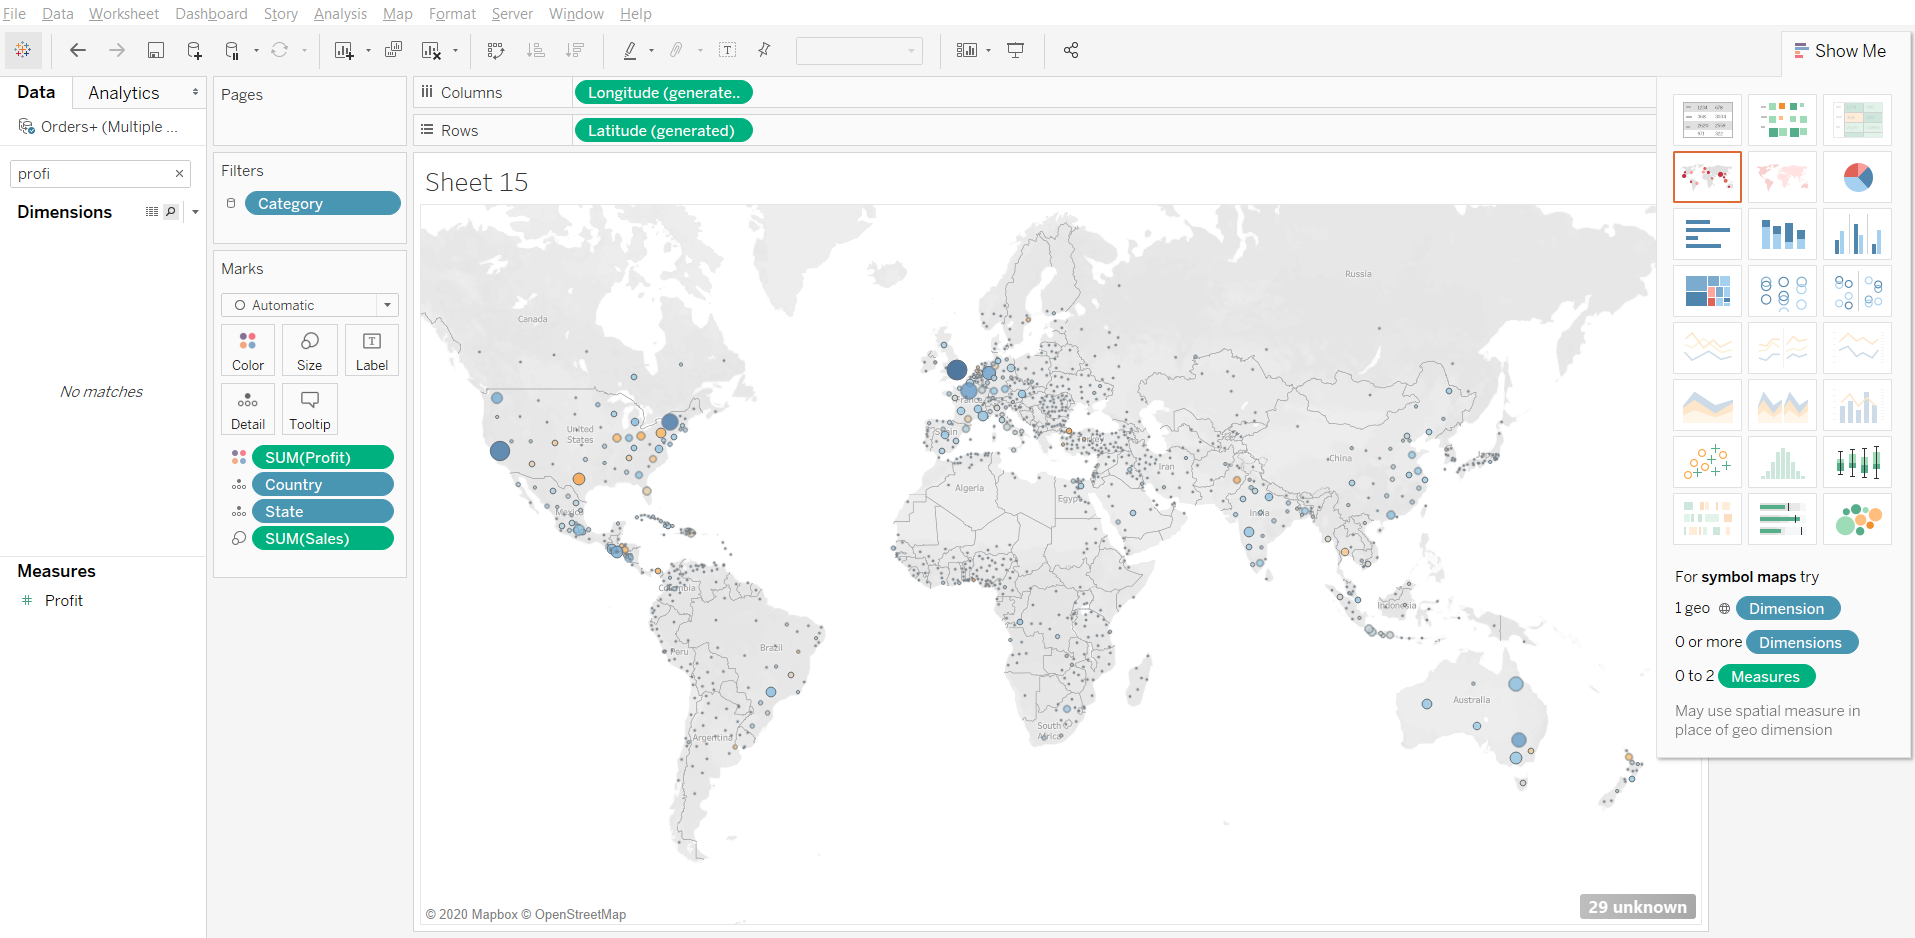 File Data Worksheet Dashboard Story Analysis Map Format Server Window Help
Show Me
Data Analytics
Orders+ (Multiple ...
profi
Dimensions
No matches
Measures
Profit
Pages
Filters
Category
Marks
Automatic
Color Size Label
Detail Tooltip
SUM(Profit)
Country
State
SUM(Sales)
Columns Longitude (generate..
Rows Latitude (generated)
Sheet 15
Russia
Canada
United
States
France
Spain
Turkey
Iran
China
Japan
Algeria
Egypt
India
Mexico
Colombia
Indonesia
Peru
Brazil
Australia
South
Africa
Argentina
© 2020 Mapbox © OpenStreetMap
29 unknown
For symbol maps try
1 geo Dimension
0 or more Dimensions
0 to 2 Measures
May use spatial measure in
place of geo dimension